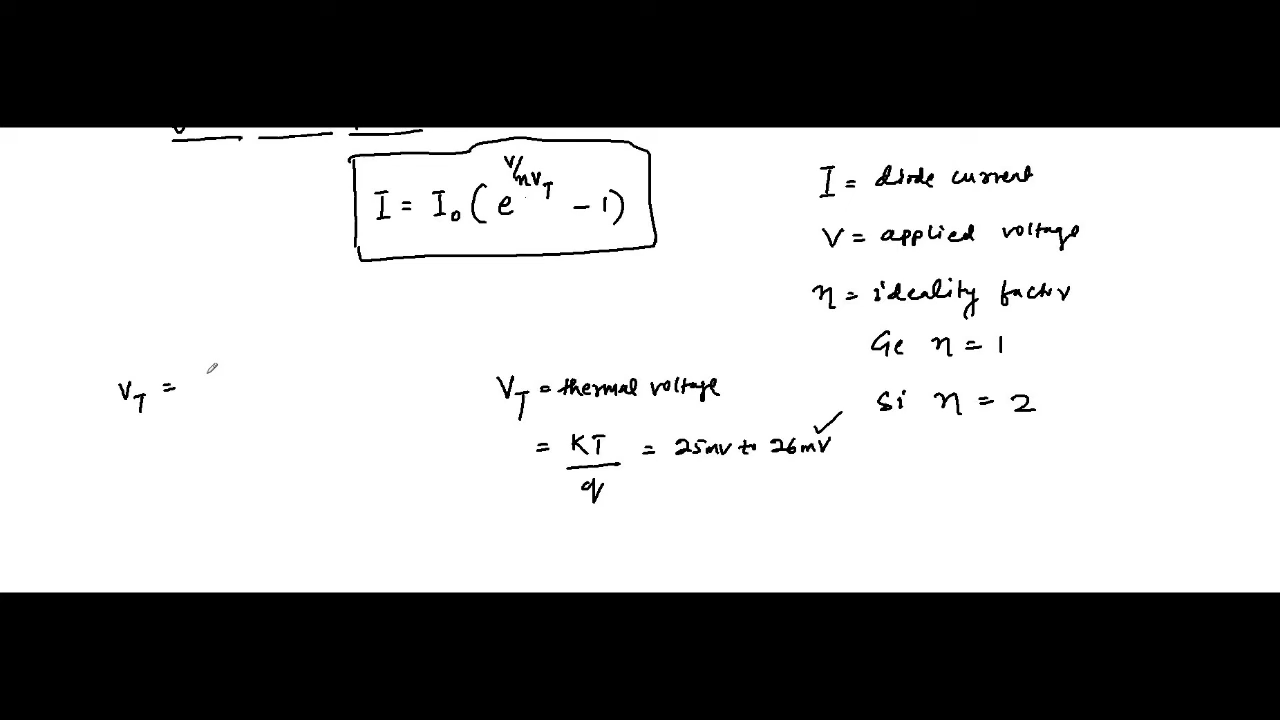 I = I₀ ( e^(V/ηV_T) - 1)
I = diode current
V = applied voltage
η = ideality factor
Ge η = 1
Si η = 2
V_T =
V_T = thermal voltage
= KT/q = 25mV to 26mV ✓